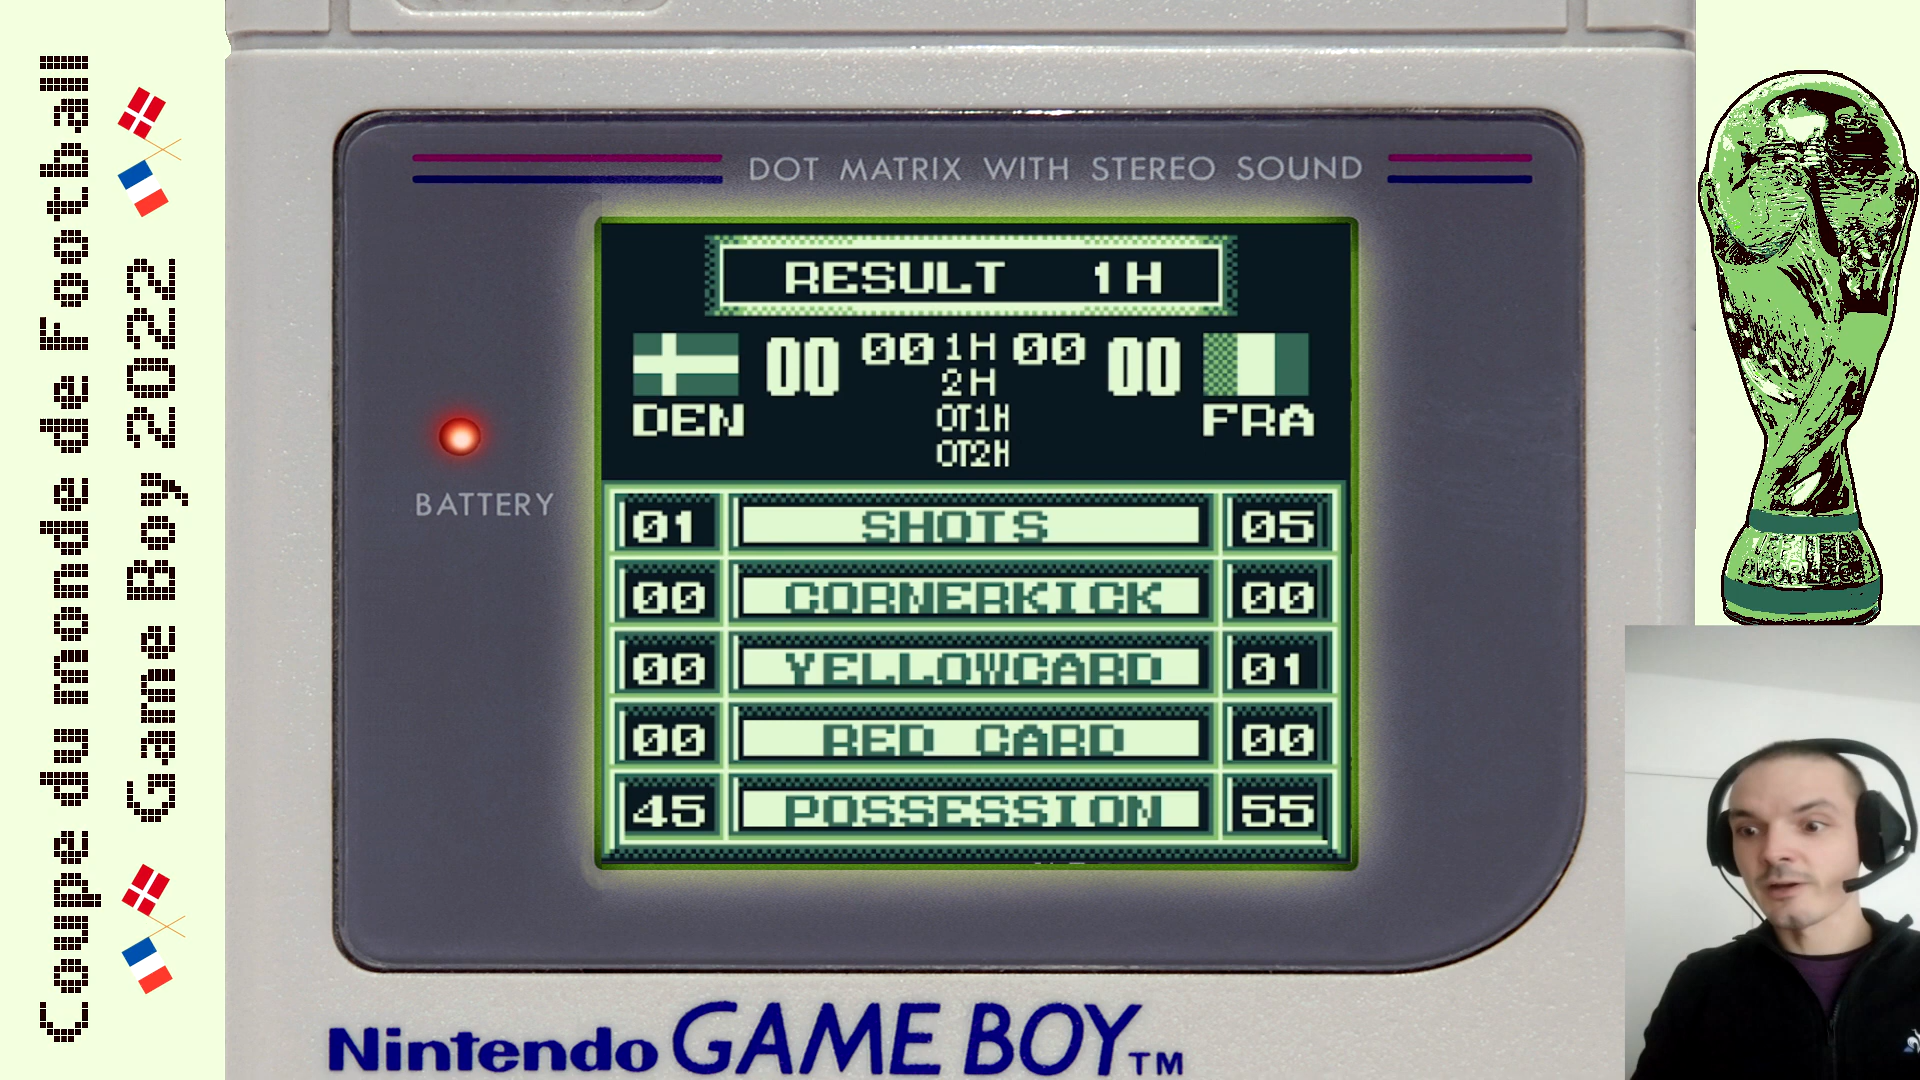 Coupe du monde de Football
Game Boy 2022
DOT MATRIX WITH STEREO SOUND
BATTERY
RESULT 1H
00 00 1H 00 00
2H
DEN OT1H FRA
OT2H
01 SHOTS 05
00 CORNERKICK 00
00 YELLOWCARD 01
00 RED CARD 00
45 POSSESSION 55
Nintendo GAME BOY TM